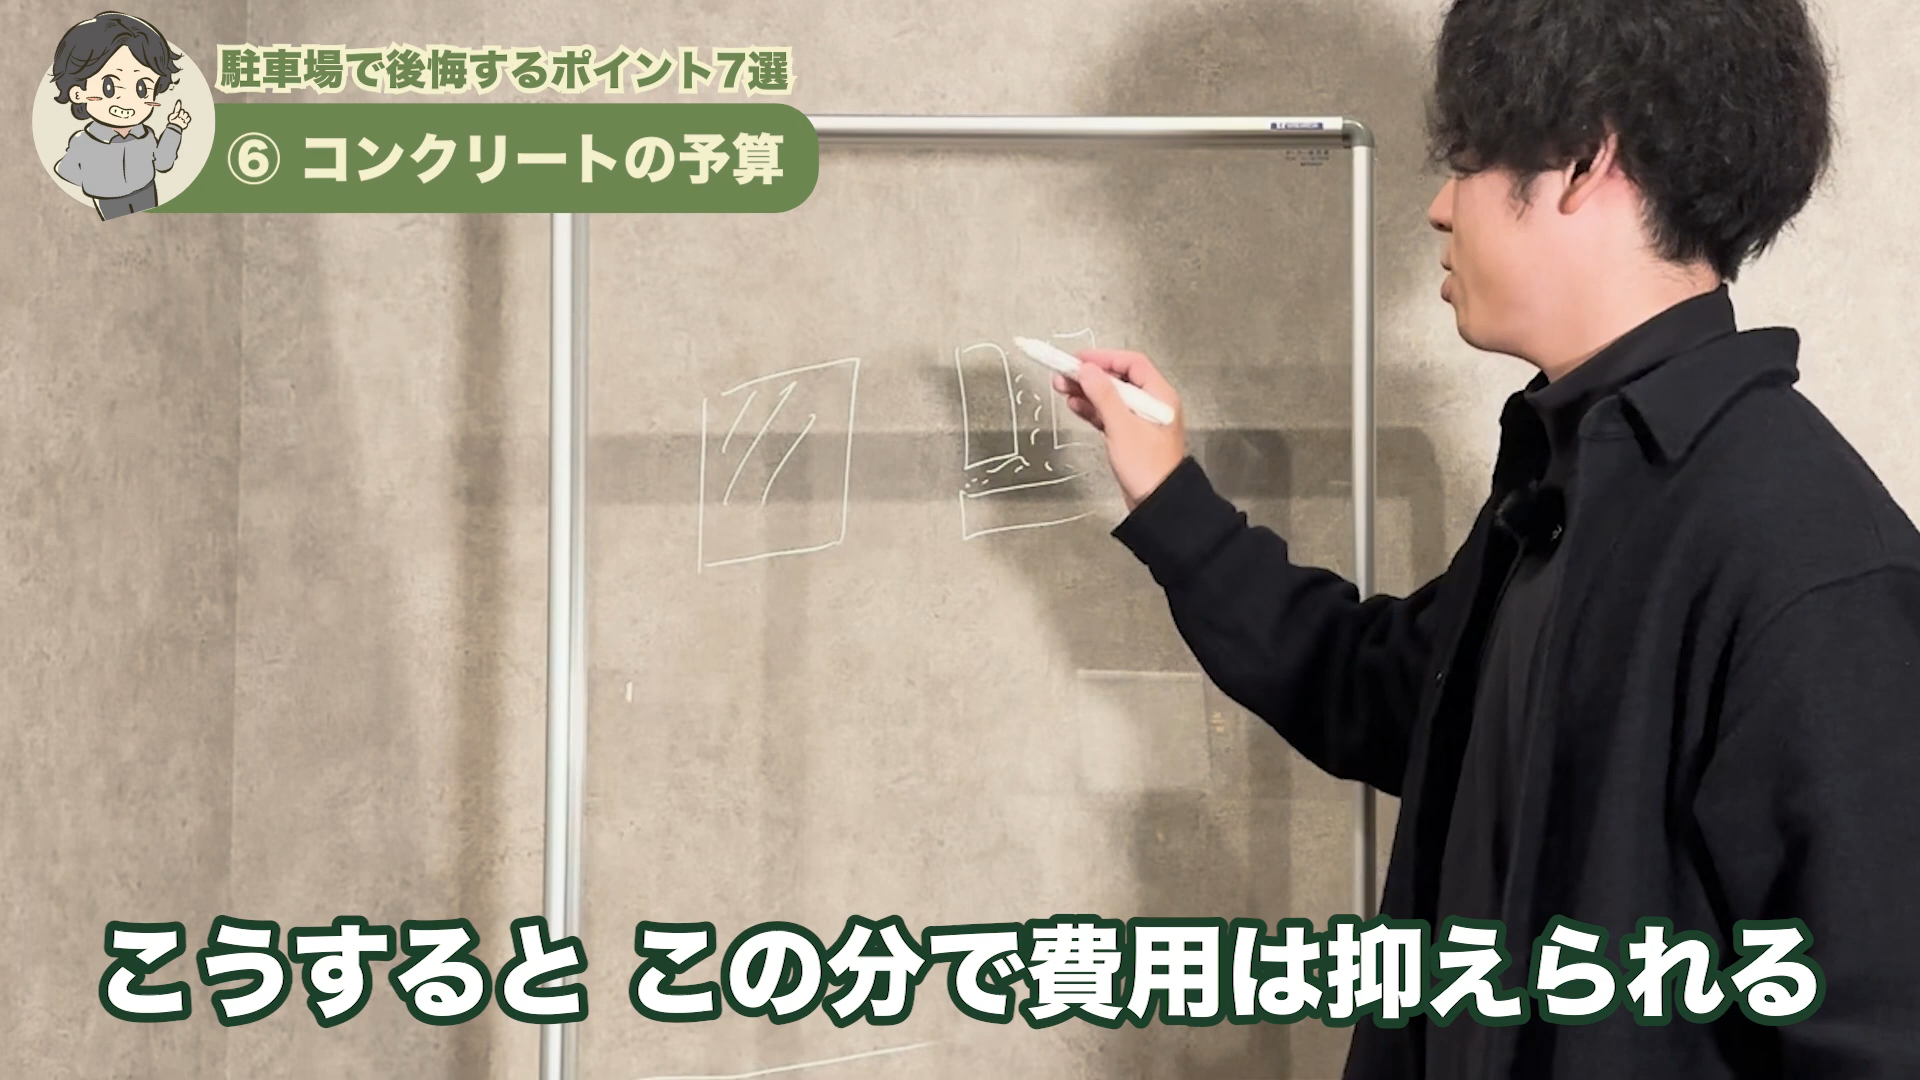 駐車場で後悔するポイント7選
⑥ コンクリートの予算
こうすると この分で費用は抑えられる